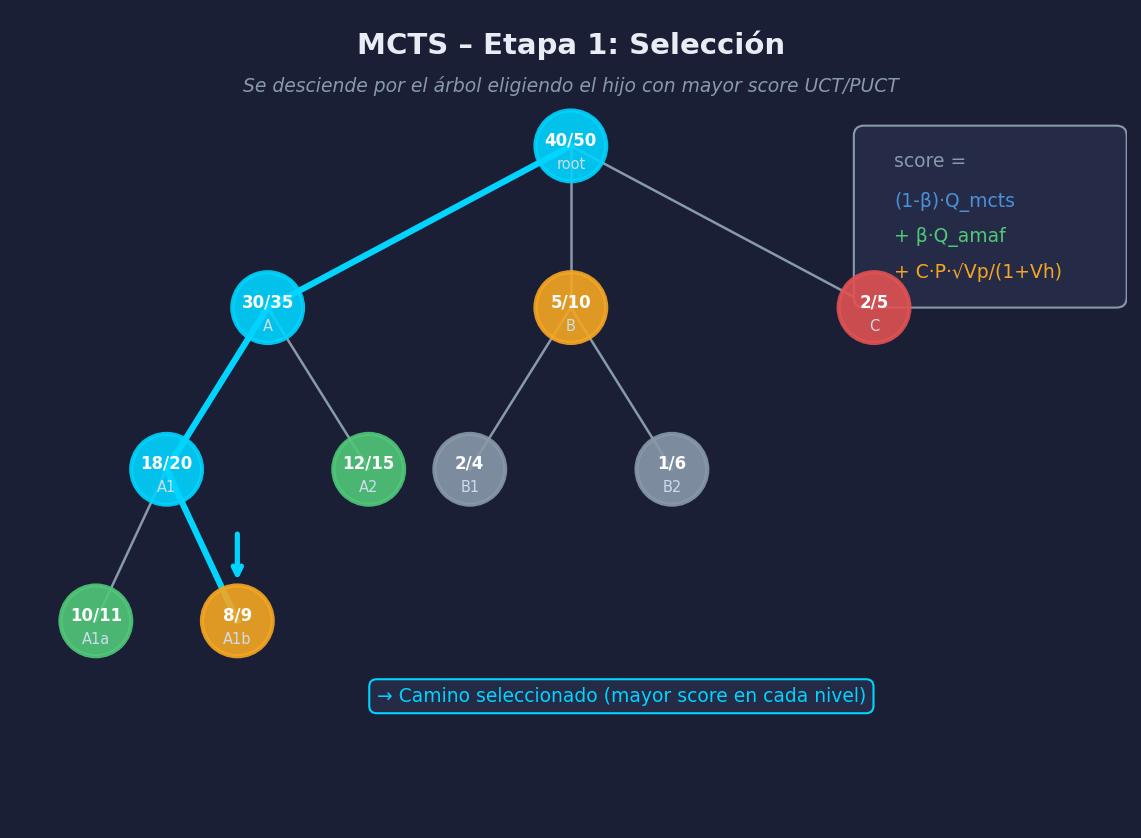 MCTS – Etapa 1: Selección
Se desciende por el árbol eligiendo el hijo con mayor score UCT/PUCT
40/50
root
score =
(1-β)·Q_mcts
+ β·Q_amaf
+ C·P·√Vp/(1+Vh)
30/35
A
5/10
B
2/5
C
18/20
A1
12/15
A2
2/4
B1
1/6
B2
10/11
A1a
8/9
A1b
→ Camino seleccionado (mayor score en cada nivel)